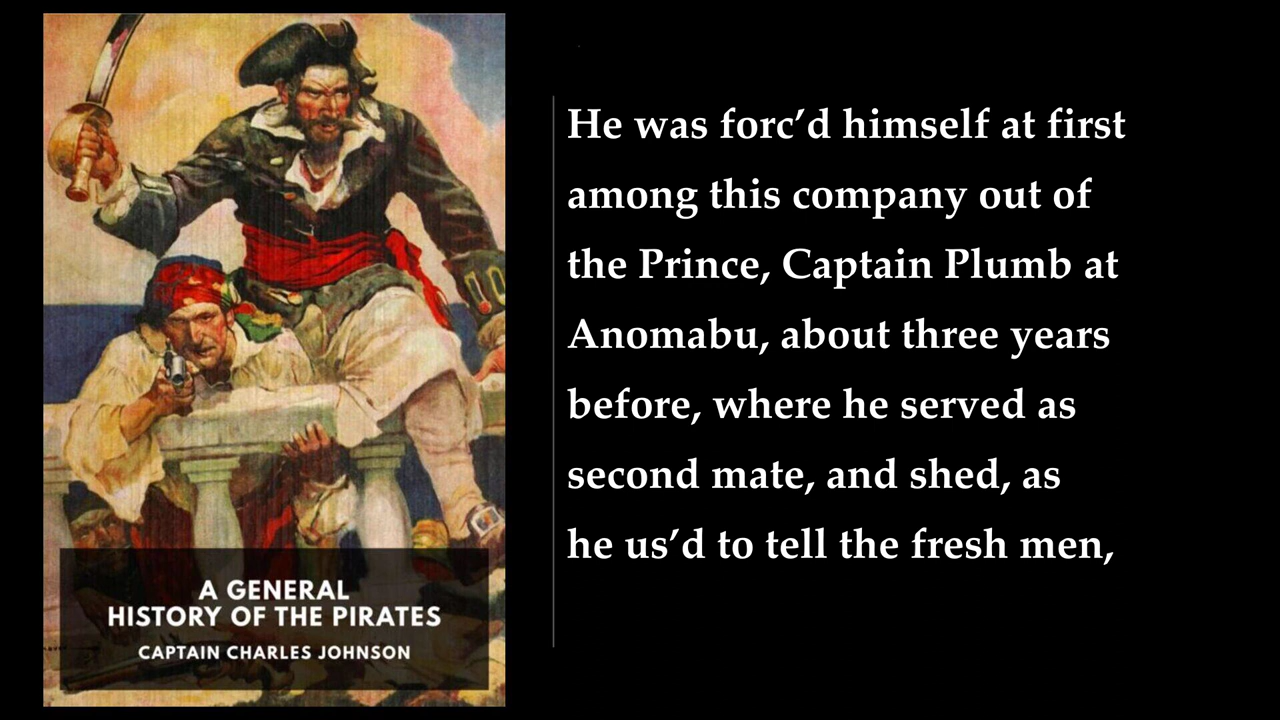 A GENERAL
HISTORY OF THE PIRATES
CAPTAIN CHARLES JOHNSON
He was forc’d himself at first
among this company out of
the Prince, Captain Plumb at
Anomabu, about three years
before, where he served as
second mate, and shed, as
he us’d to tell the fresh men,